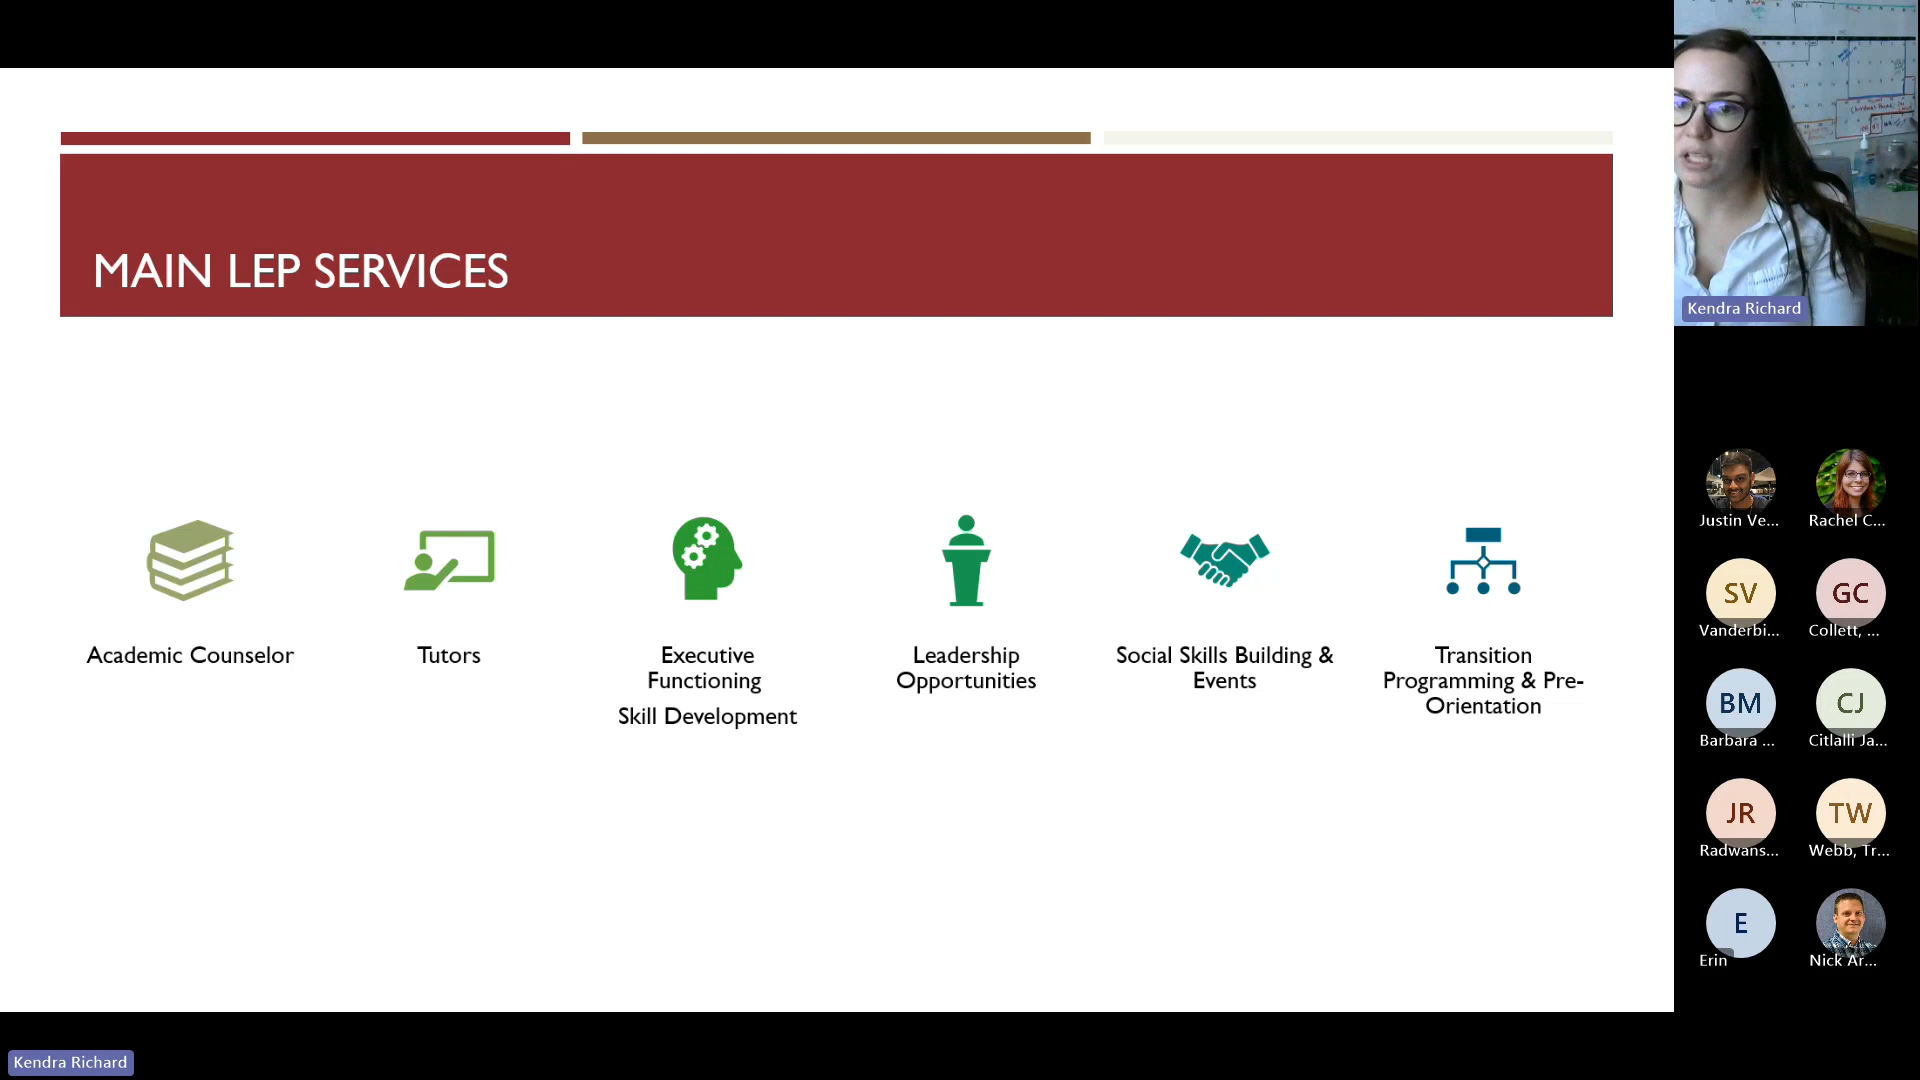 MAIN LEP SERVICES
Academic Counselor
Tutors
Executive
Functioning
Skill Development
Leadership
Opportunities
Social Skills Building &
Events
Transition
Programming & Pre-
Orientation
Kendra Richard
Justin Ve...
Rachel C...
SV
Vanderbi...
GC
Collett, ...
BM
Barbara ...
CJ
Citlalli Ja...
JR
Radwans...
TW
Webb, Tr...
E
Erin
Nick Ar...
Kendra Richard